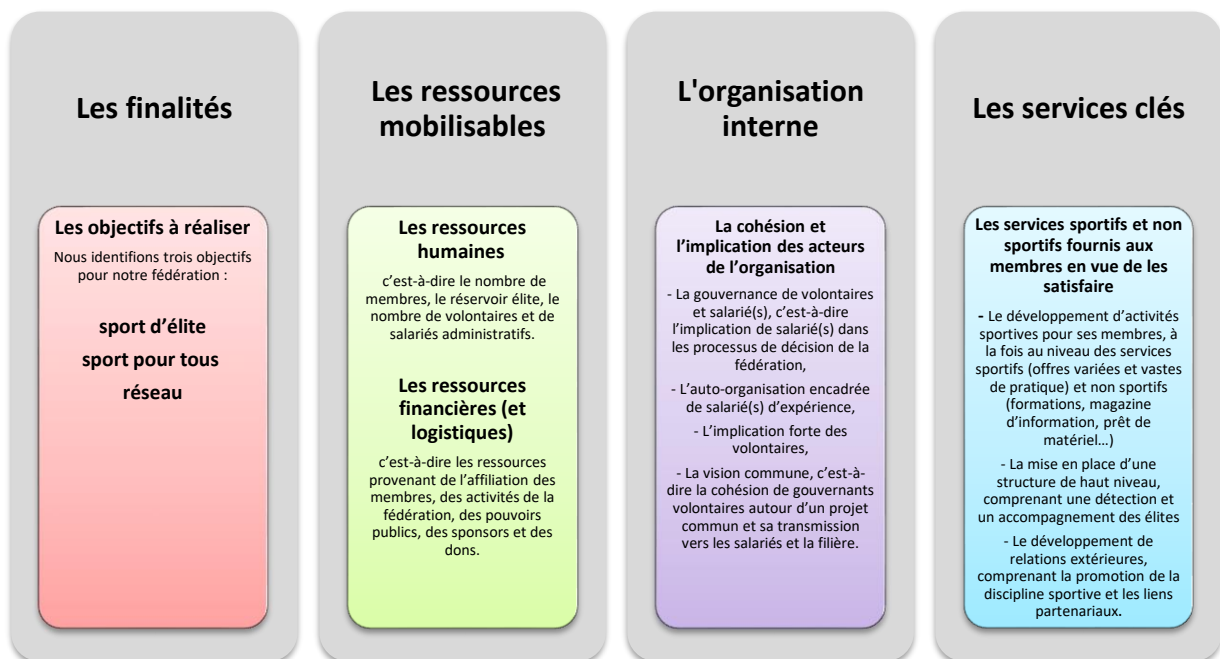 Les finalités
Les objectifs à réaliser
Nous identifions trois objectifs
pour notre fédération :
sport d’élite
sport pour tous
réseau
Les ressources
mobilisables
Les ressources
humaines
c’est-à-dire le nombre de
membres, le réservoir élite, le
nombre de volontaires et de
salariés administratifs.
Les ressources
financières (et
logistiques)
c’est-à-dire les ressources
provenant de l’affiliation des
membres, des activités de la
fédération, des pouvoirs
publics, des sponsors et des
dons.
L'organisation
interne
La cohésion et
l’implication des acteurs
de l’organisation
- La gouvernance de volontaires
et salarié(s), c’est-à-dire
l’implication de salarié(s) dans
les processus de décision de la
fédération,
- L’auto-organisation encadrée
de salarié(s) d’expérience,
- L’implication forte des
volontaires,
- La vision commune, c’est-à-
dire la cohésion de gouvernants
volontaires autour d’un projet
commun et sa transmission
vers les salariés et la filière.
Les services clés
Les services sportifs et non
sportifs fournis aux
membres en vue de les
satisfaire
- Le développement d’activités
sportives pour ses membres, à
la fois au niveau des services
sportifs (offres variées et vastes
de pratique) et non sportifs
(formations, magazine
d’information, prêt de
matériel…)
- La mise en place d’une
structure de haut niveau,
comprenant une détection et
un accompagnement des élites
- Le développement de
relations extérieures,
comprenant la promotion de la
discipline sportive et les liens
partenariaux.